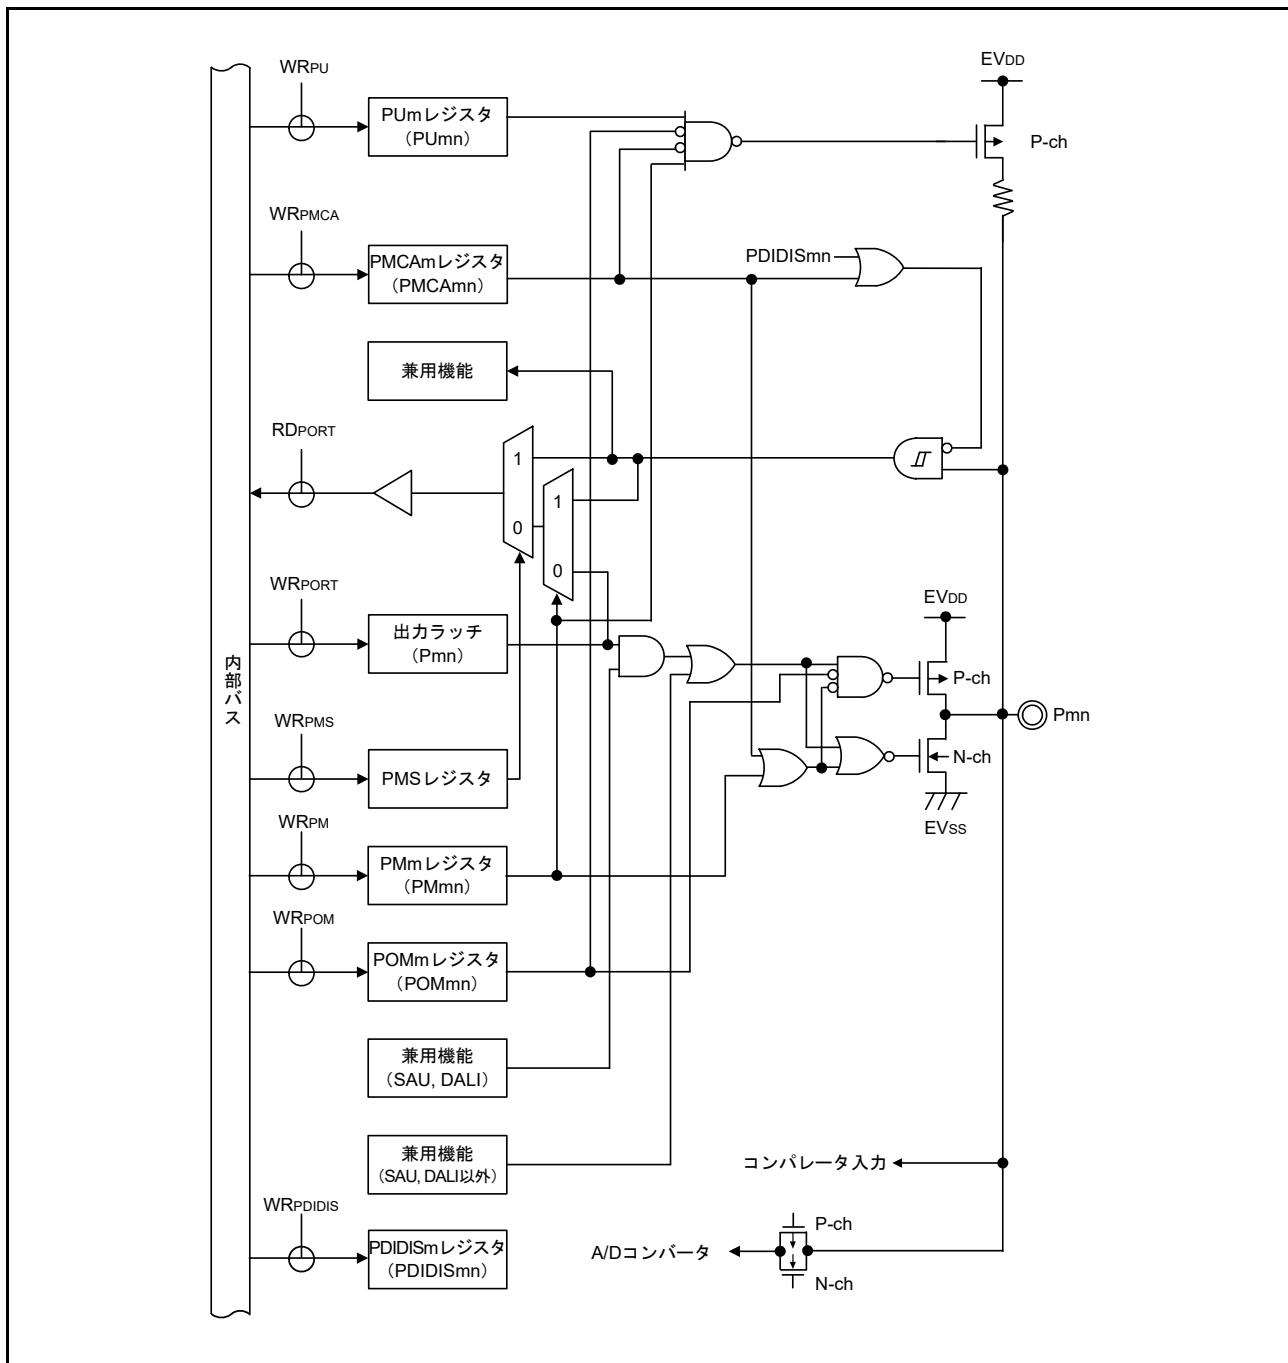 WRPU
EVDD
PUmレジスタ
（PUmn）
P-ch
WRPMCA
PMCAmレジスタ
（PMCAmn）
PDIDISmn
兼用機能
RDPORT
1
0
1
0
WRPORT
出力ラッチ
（Pmn）
EVDD
P-ch
Pmn
内部バス
WRPMS
PMSレジスタ
N-ch
EVSS
WRPM
PMmレジスタ
（PMmn）
WRPOM
POMmレジスタ
（POMmn）
兼用機能
（SAU, DALI）
兼用機能
（SAU, DALI以外）
コンパレータ入力
WRPDIDIS
PDIDISmレジスタ
（PDIDISmn）
P-ch
A/Dコンバータ
N-ch